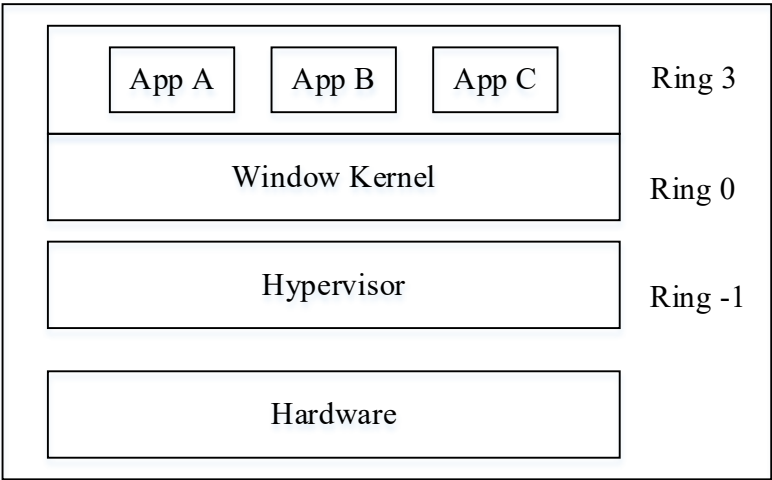 App A App B App C Ring 3
Window Kernel Ring 0
Hypervisor Ring -1
Hardware